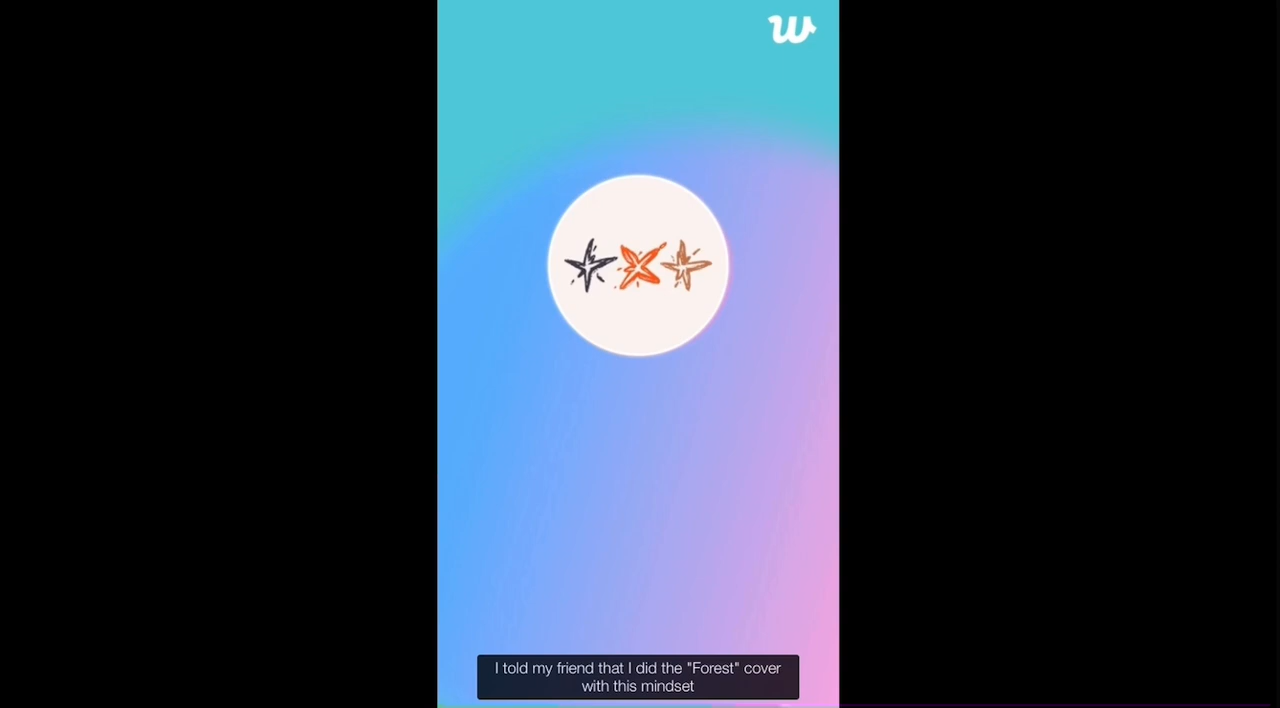 w
I told my friend that I did the "Forest" cover
with this mindset